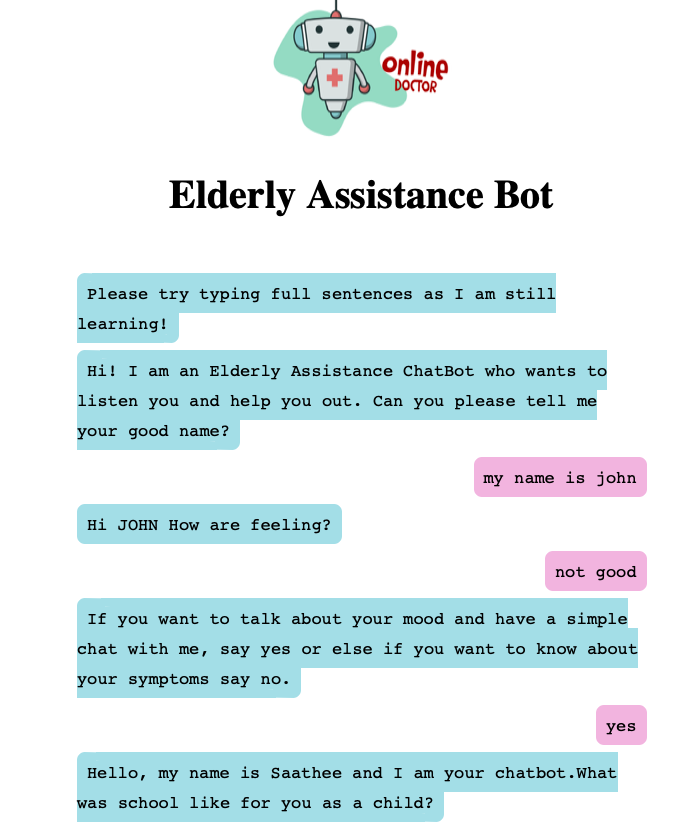 online
DOCTOR
Elderly Assistance Bot
Please try typing full sentences as I am still
learning!
Hi! I am an Elderly Assistance ChatBot who wants to
listen you and help you out. Can you please tell me
your good name?
my name is john
Hi JOHN How are feeling?
not good
If you want to talk about your mood and have a simple
chat with me, say yes or else if you want to know about
your symptoms say no.
yes
Hello, my name is Saathee and I am your chatbot.What
was school like for you as a child?